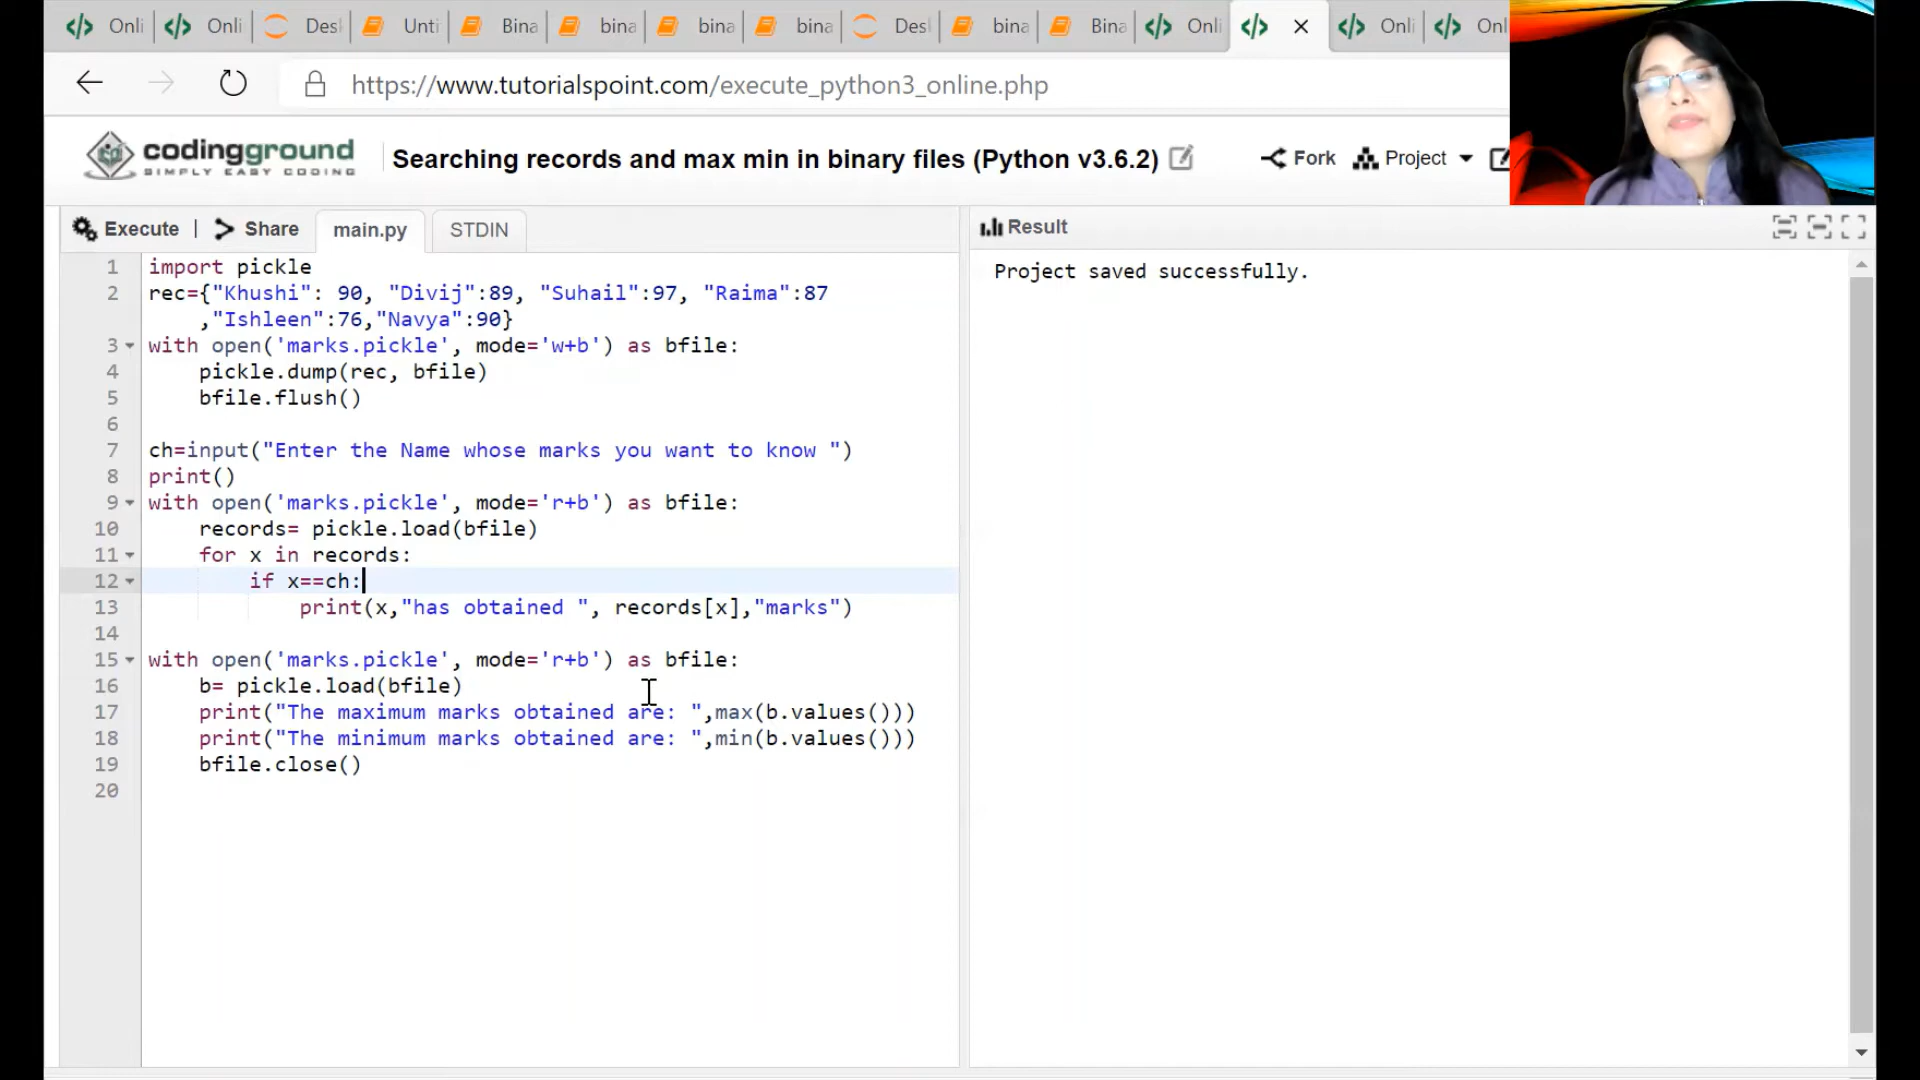 Onli Onli Desl Unti Bina bina bina bina Desl bina Bina Onli Onli Onl
https://www.tutorialspoint.com/execute_python3_online.php
codingground
SIMPLY EASY CODING
Searching records and max min in binary files (Python v3.6.2)
Fork Project
Execute | Share main.py STDIN
Result
Project saved successfully.
1 import pickle
2 rec={"Khushi": 90, "Divij":89, "Suhail":97, "Raima":87
,"Ishleen":76,"Navya":90}
3 with open('marks.pickle', mode='w+b') as bfile:
4 pickle.dump(rec, bfile)
5 bfile.flush()
6
7 ch=input("Enter the Name whose marks you want to know ")
8 print()
9 with open('marks.pickle', mode='r+b') as bfile:
10 records= pickle.load(bfile)
11 for x in records:
12 if x==ch:
13 print(x,"has obtained ", records[x],"marks")
14
15 with open('marks.pickle', mode='r+b') as bfile:
16 b= pickle.load(bfile)
17 print("The maximum marks obtained are: ",max(b.values()))
18 print("The minimum marks obtained are: ",min(b.values()))
19 bfile.close()
20